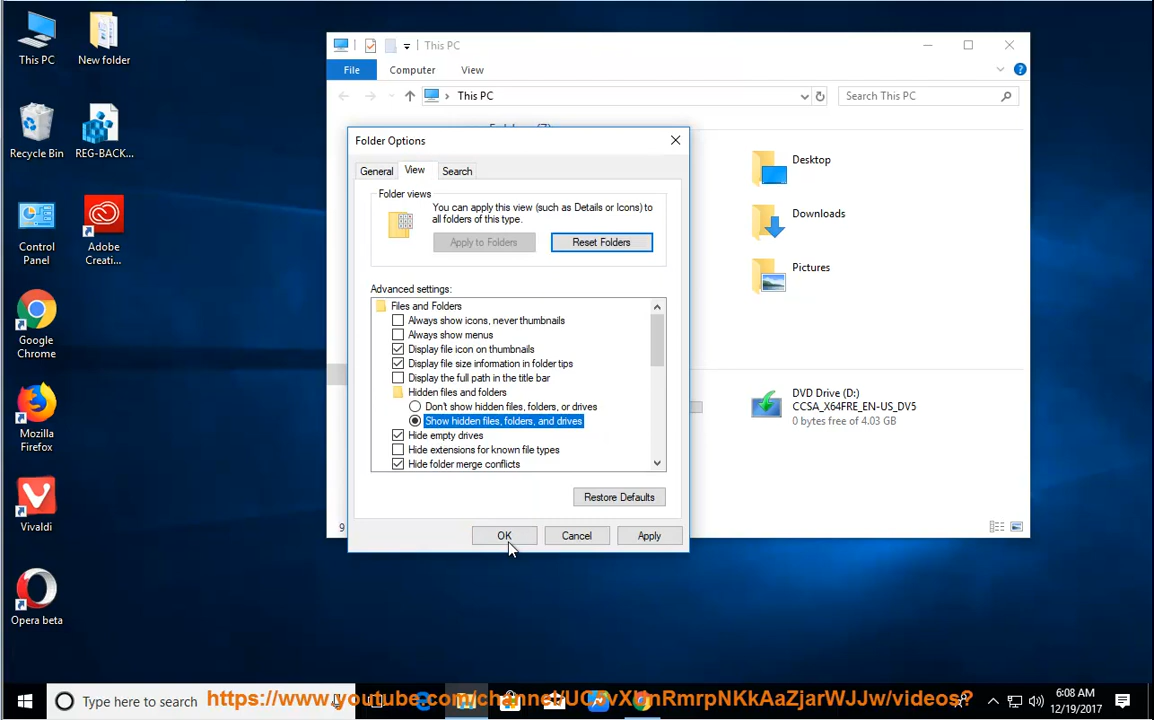 This PC
New folder
Recycle Bin
REG-BACK...
Control
Panel
Adobe
Creati...
Google
Chrome
Mozilla
Firefox
Vivaldi
Opera beta
This PC
File
Computer
View
This PC
Search This PC
Desktop
Downloads
Pictures
DVD Drive (D:)
CCSA_X64FRE_EN-US_DV5
0 bytes free of 4.03 GB
9
Folder Options
General
View
Search
Folder views
You can apply this view (such as Details or Icons) to
all folders of this type.
Apply to Folders
Reset Folders
Advanced settings:
Files and Folders
Always show icons, never thumbnails
Always show menus
Display file icon on thumbnails
Display file size information in folder tips
Display the full path in the title bar
Hidden files and folders
Don't show hidden files, folders, or drives
Show hidden files, folders, and drives
Hide empty drives
Hide extensions for known file types
Hide folder merge conflicts
Restore Defaults
OK
Cancel
Apply
Type here to search
6:08 AM
12/19/2017